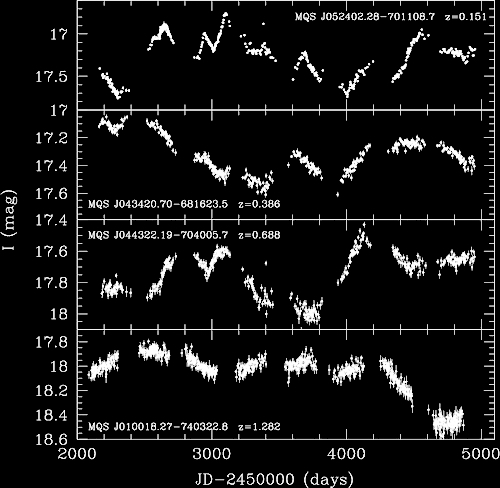 MQS J052402.28-701108.7 z=0.151
17
17.5
17
17.2
17.4
17.6
MQS J043420.70-681623.5 z=0.386
17.4
MQS J044322.19-704005.7 z=0.688
17.6
17.8
18
I (mag)
17.8
18
18.2
18.4
MQS J010018.27-740322.8 z=1.282
18.6
2000 3000 4000 5000
JD-2450000 (days)